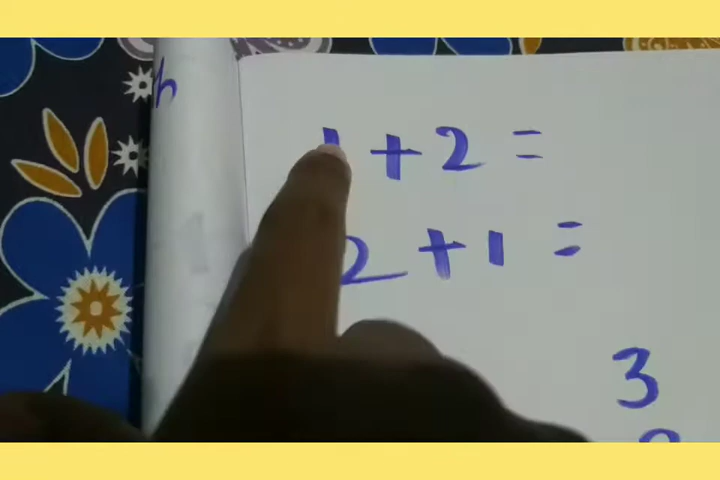 h
1 + 2 =
2 + 1 =
3